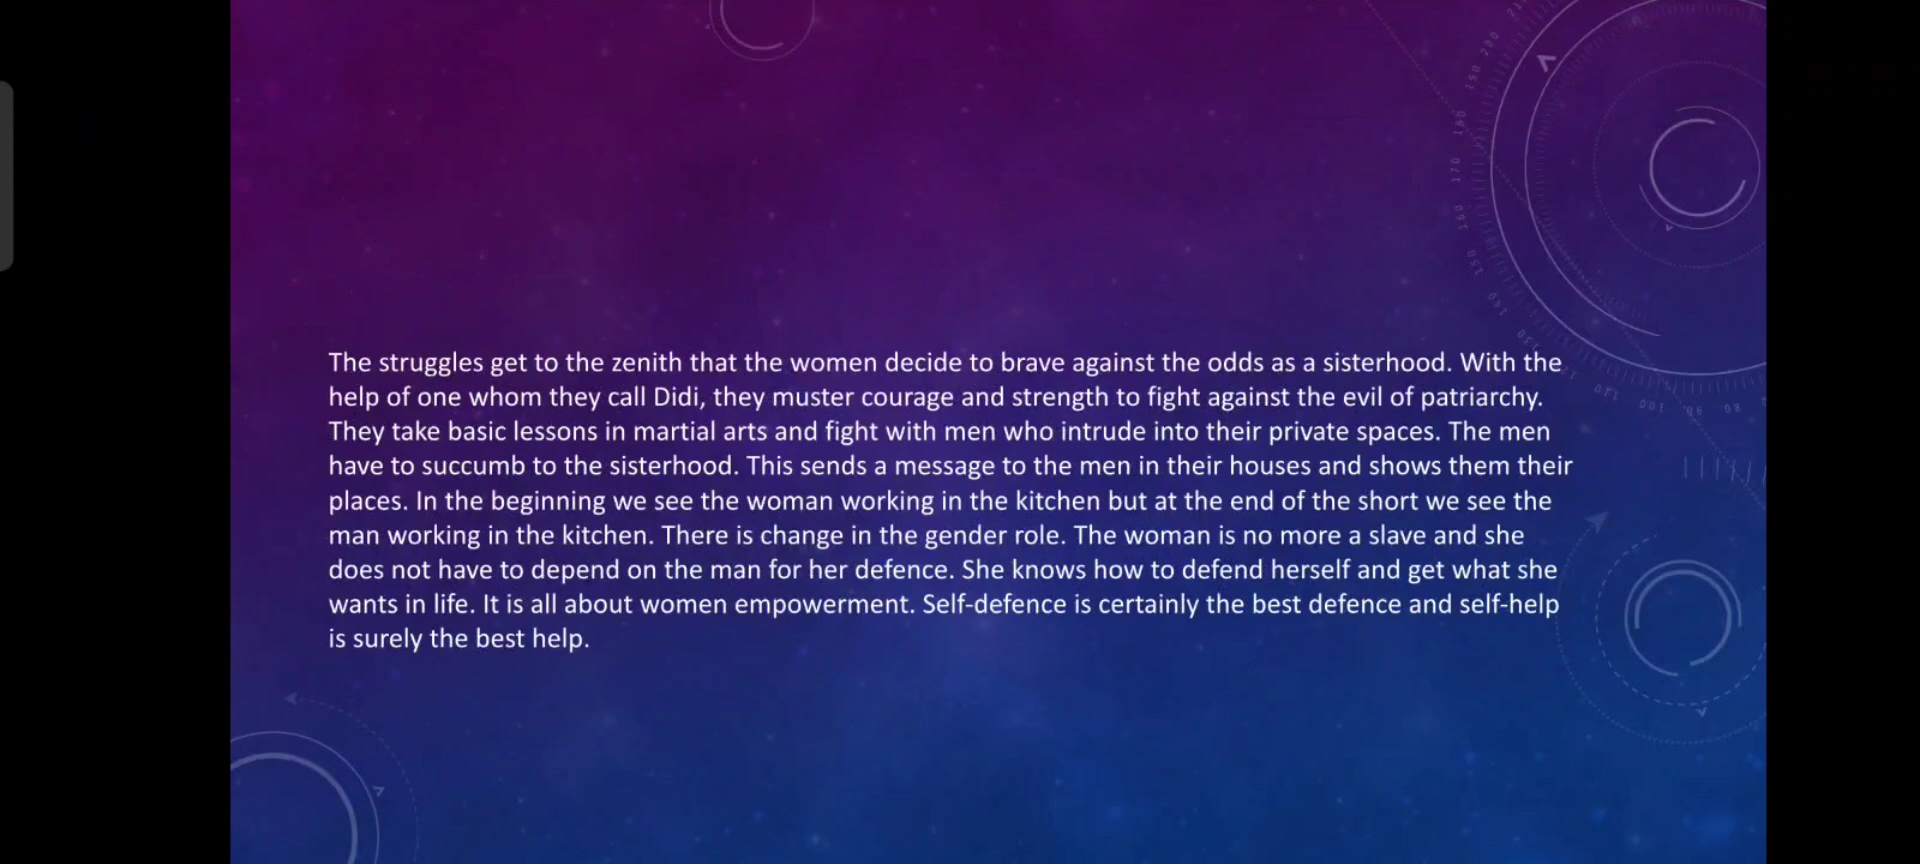 The struggles get to the zenith that the women decide to brave against the odds as a sisterhood. With the
help of one whom they call Didi, they muster courage and strength to fight against the evil of patriarchy.
They take basic lessons in martial arts and fight with men who intrude into their private spaces. The men
have to succumb to the sisterhood. This sends a message to the men in their houses and shows them their
places. In the beginning we see the woman working in the kitchen but at the end of the short we see the
man working in the kitchen. There is change in the gender role. The woman is no more a slave and she
does not have to depend on the man for her defence. She knows how to defend herself and get what she
wants in life. It is all about women empowerment. Self-defence is certainly the best defence and self-help
is surely the best help.